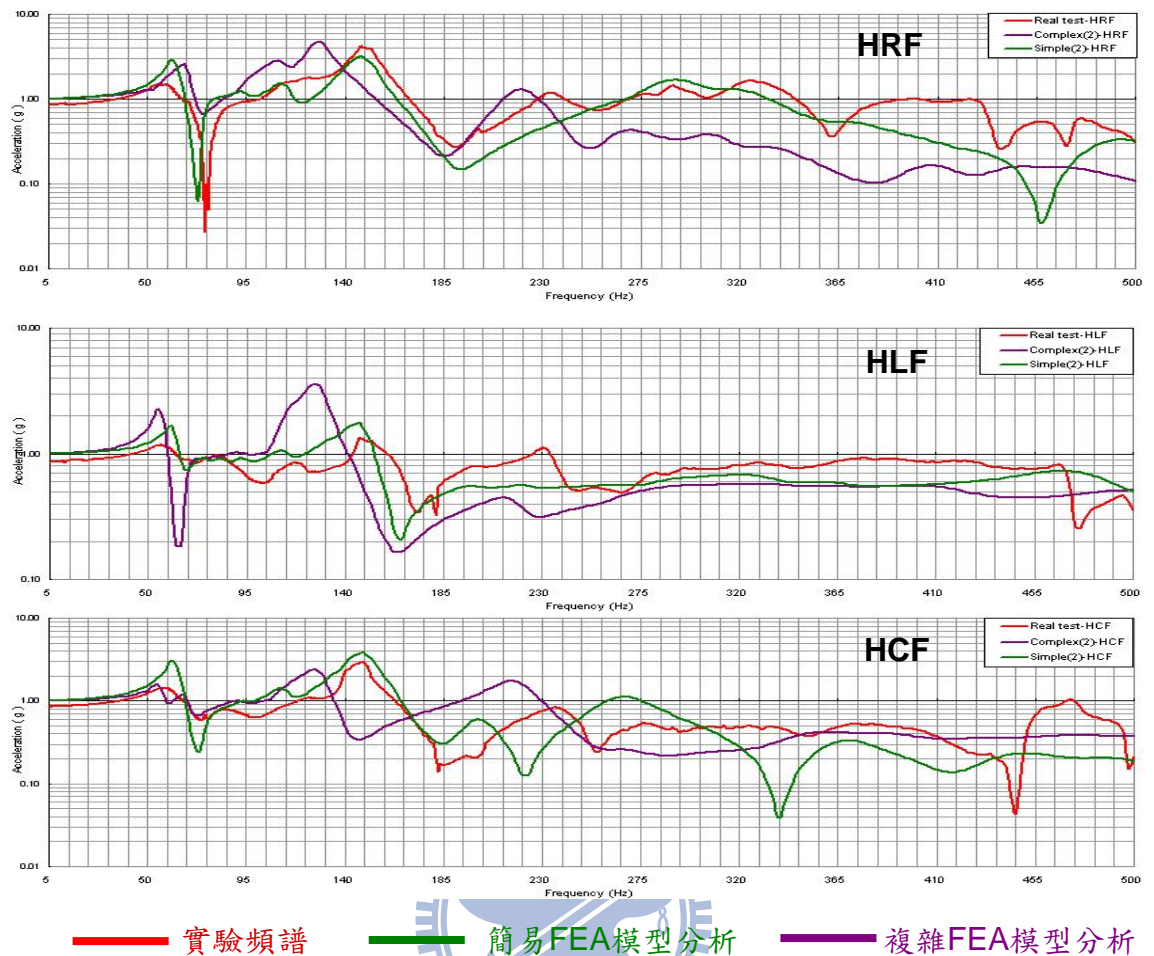 10.00
HRF
Real test-HRF
Complex(2)-HRF
Simple(2)-HRF
1.00
Acceleration ( g )
0.10
0.01
5 50 95 140 185 230 275 320 365 410 455 500
Frequency (Hz)
10.00
HLF
Real test-HLF
Complex(2)-HLF
Simple(2)-HLF
1.00
Acceleration ( g )
0.10
5 50 95 140 185 230 275 320 365 410 455 500
Frequency (Hz)
10.00
HCF
Real test-HCF
Complex(2)-HCF
Simple(2)-HCF
1.00
Acceleration ( g )
0.10
0.01
5 50 95 140 185 230 275 320 365 410 455 500
Frequency (Hz)
實驗頻譜 簡易FEA模型分析 複雜FEA模型分析